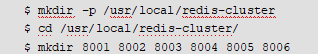 $ mkdir -p /usr/local/redis-cluster
$ cd /usr/local/redis-cluster/
$ mkdir 8001 8002 8003 8004 8005 8006